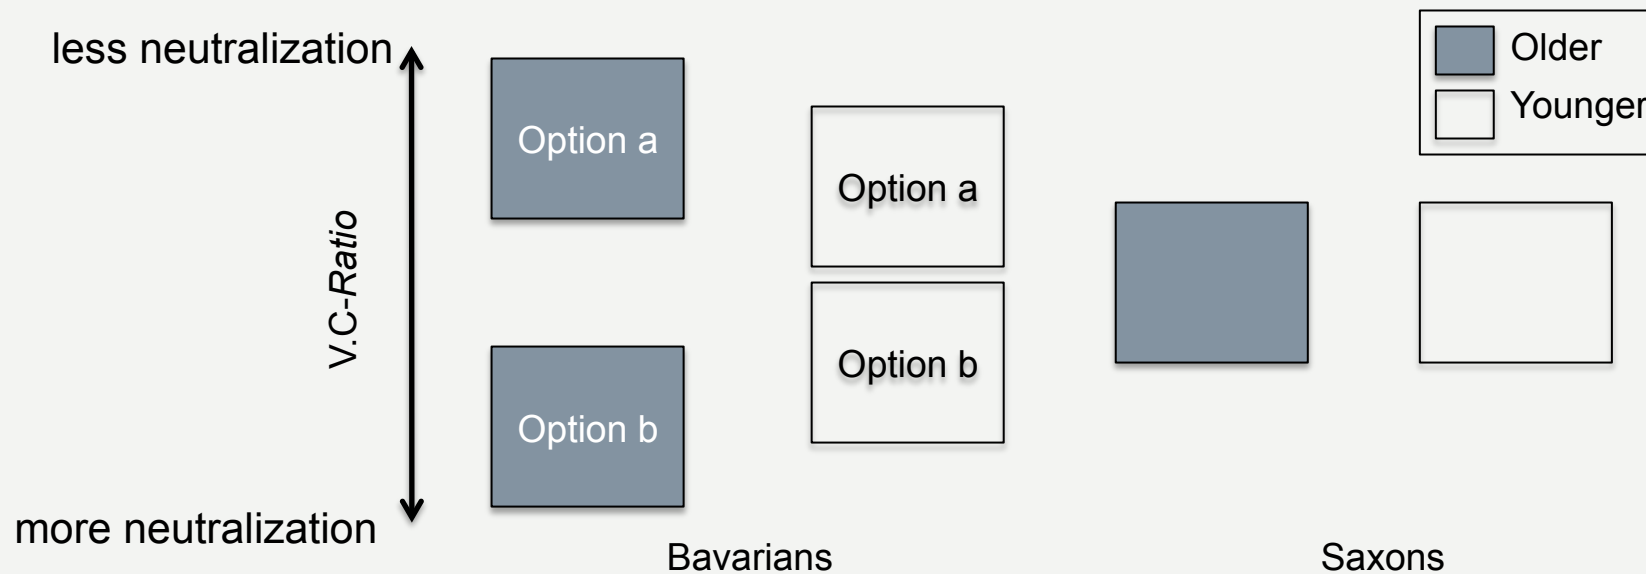 less neutralization
Older
Younger
Option a
Option a
V.C-Ratio
Option b
Option b
more neutralization
Bavarians
Saxons